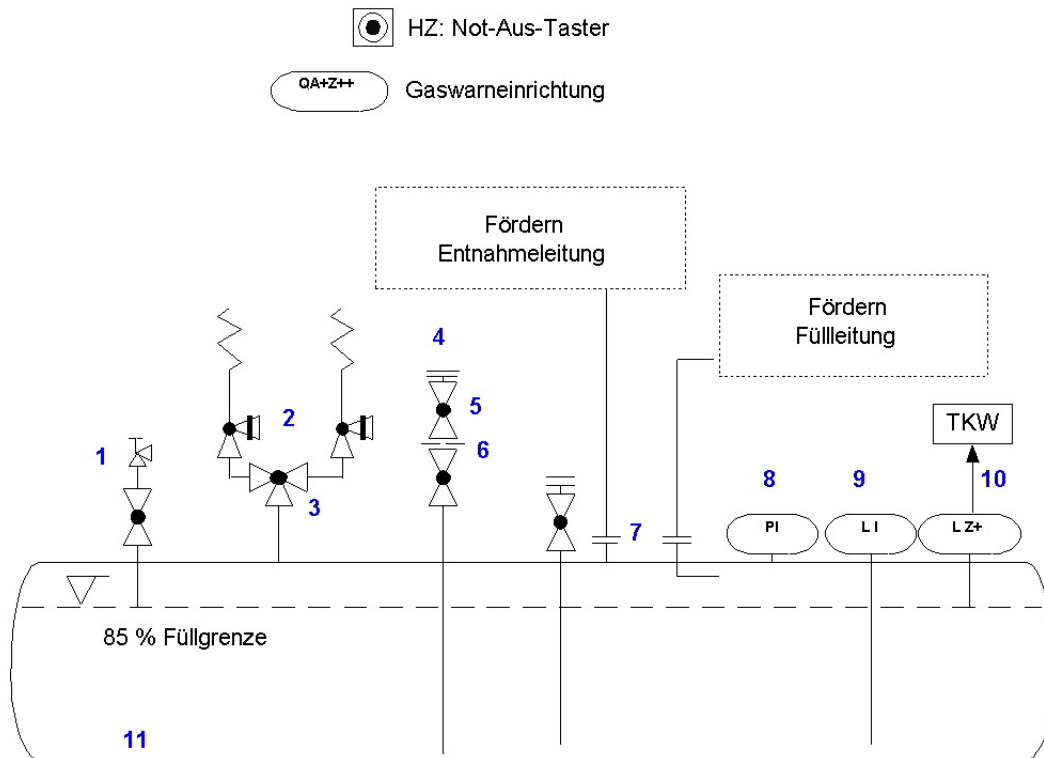 HZ: Not-Aus-Taster
QA+Z++
Gaswarneinrichtung
Fördern
Entnahmeleitung
Fördern
Füllleitung
4
TKW
2
5
1
6
8
9
10
3
7
PI
L I
L Z+
85 % Füllgrenze
11